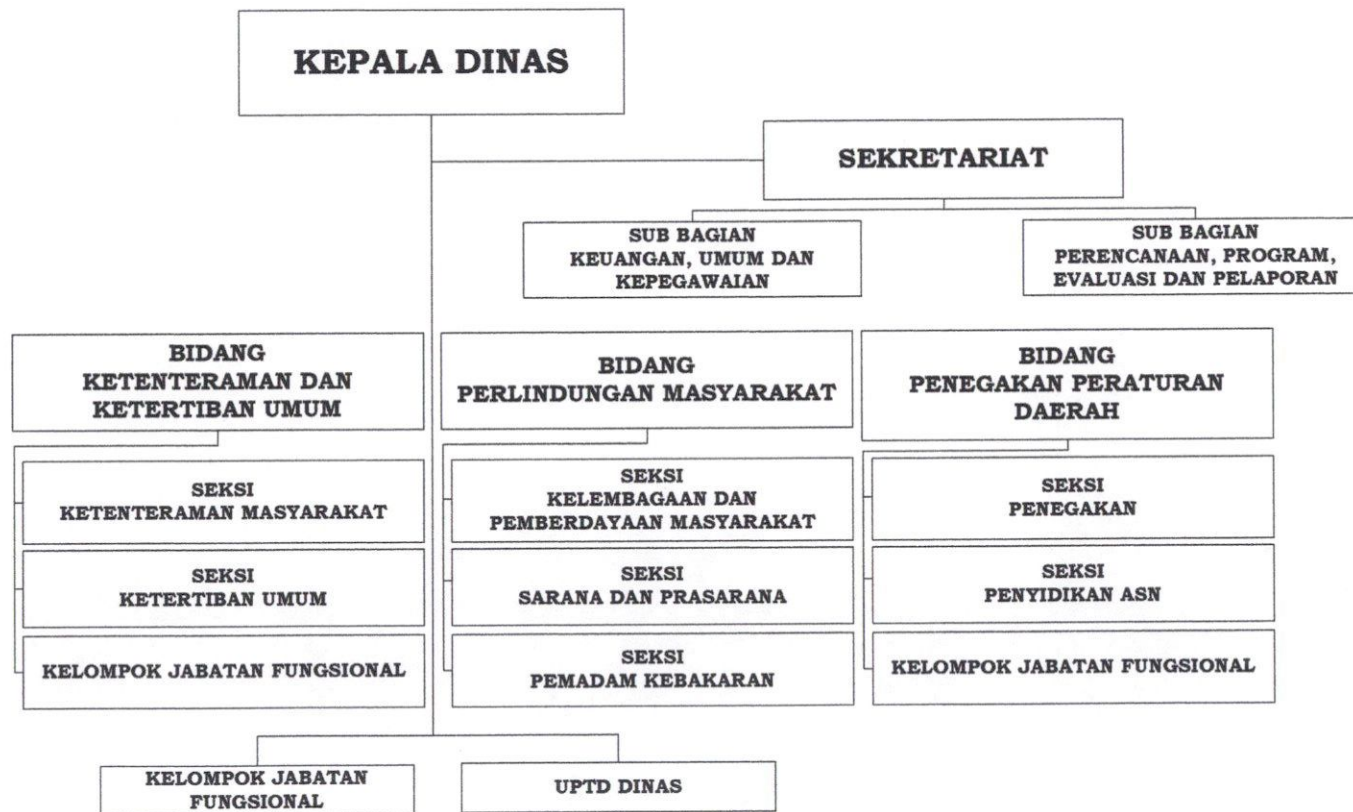 KEPALA DINAS
SEKRETARIAT
SUB BAGIAN
KEUANGAN, UMUM DAN
KEPEGAWAIAN
SUB BAGIAN
PERENCANAAN, PROGRAM,
EVALUASI DAN PELAPORAN
BIDANG
KETENTERAMAN DAN
KETERTIBAN UMUM
SEKSI
KETENTERAMAN MASYARAKAT
SEKSI
KETERTIBAN UMUM
KELOMPOK JABATAN FUNGSIONAL
BIDANG
PERLINDUNGAN MASYARAKAT
SEKSI
KELEMBAGAAN DAN
PEMBERDAYAAN MASYARAKAT
SEKSI
SARANA DAN PRASARANA
SEKSI
PEMADAM KEBAKARAN
BIDANG
PENEGAKAN PERATURAN
DAERAH
SEKSI
PENEGAKAN
SEKSI
PENYIDIKAN ASN
KELOMPOK JABATAN FUNGSIONAL
KELOMPOK JABATAN
FUNGSIONAL
UPTD DINAS